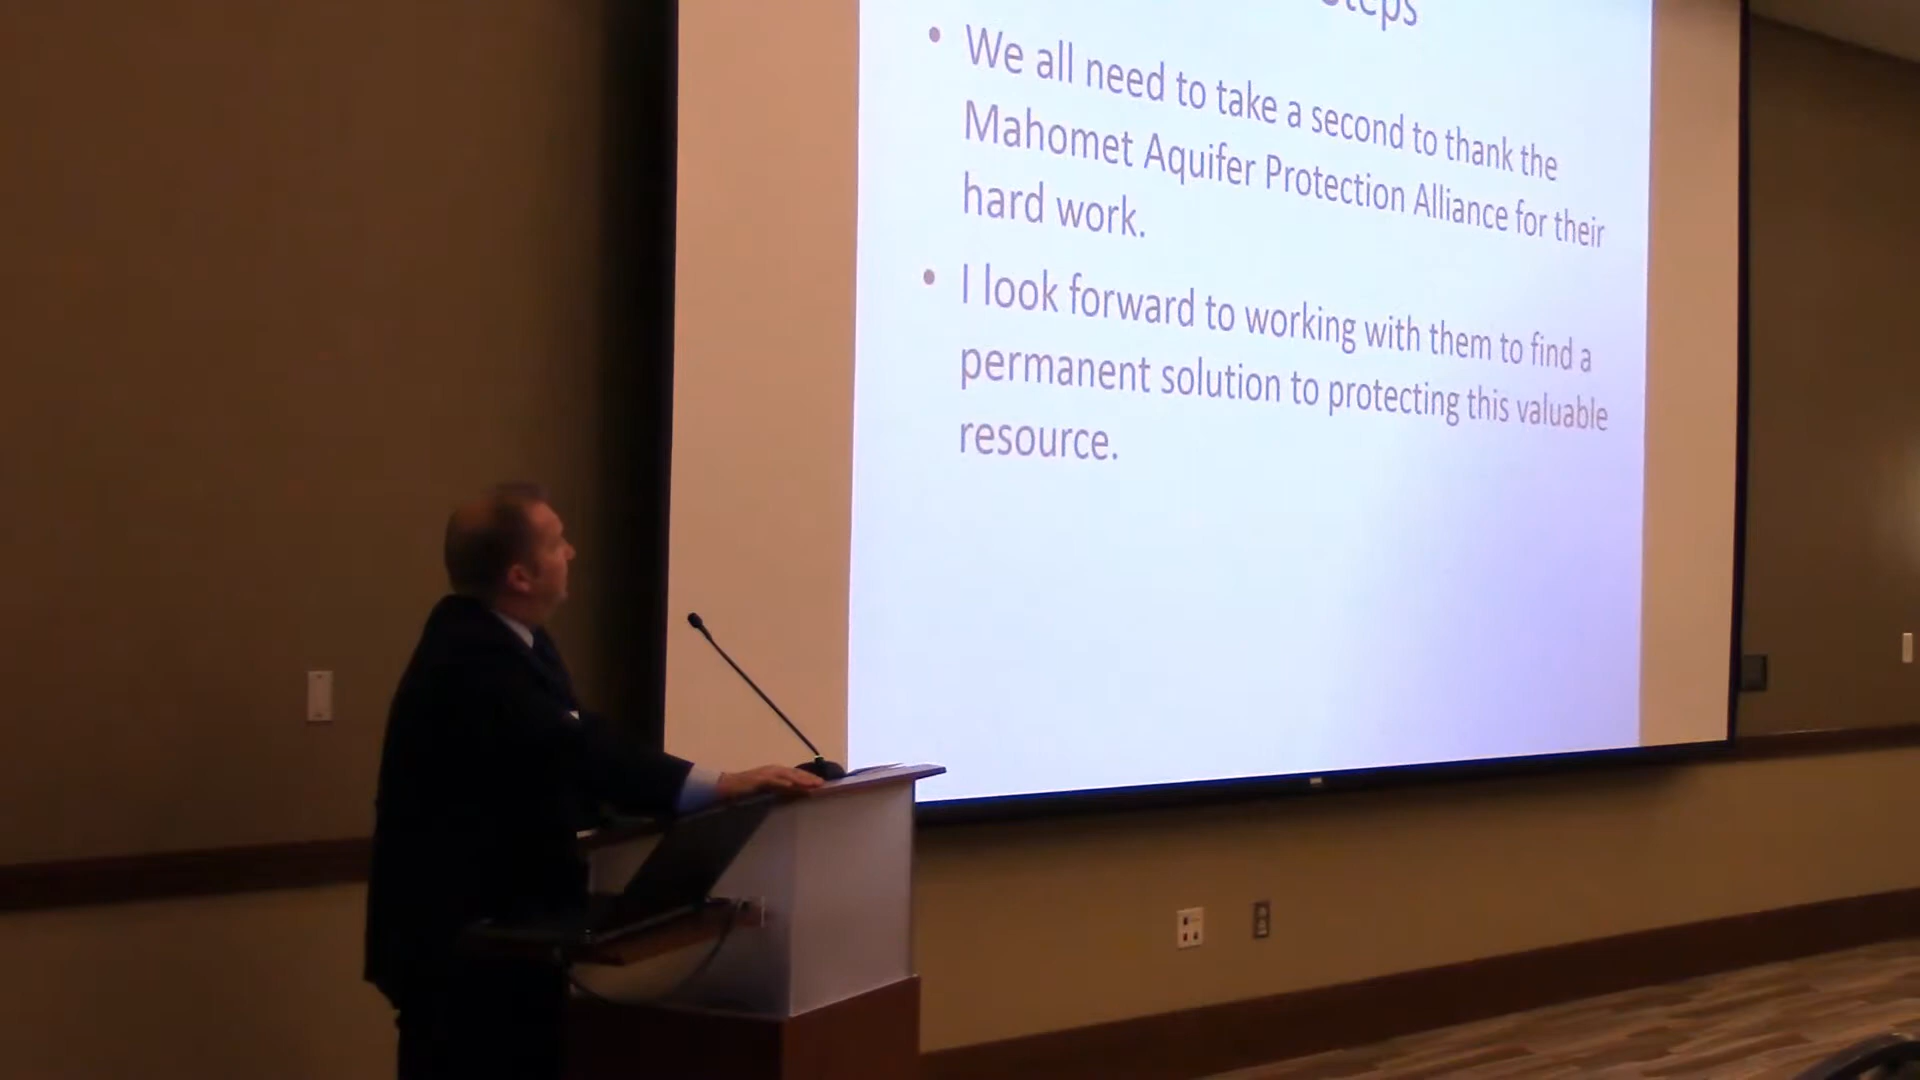 Steps
• We all need to take a second to thank the
Mahomet Aquifer Protection Alliance for their
hard work.
• I look forward to working with them to find a
permanent solution to protecting this valuable
resource.